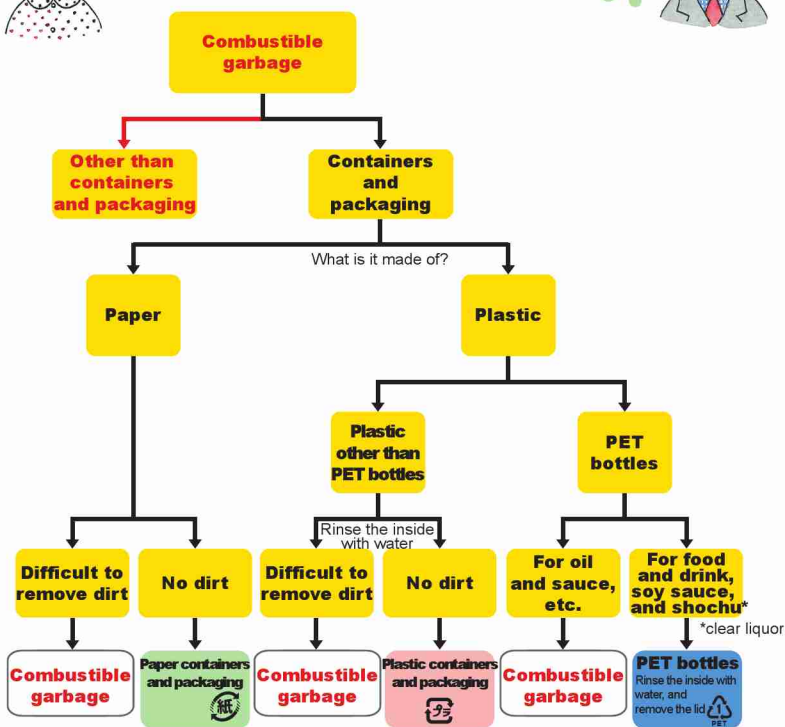 Combustible
garbage
Other than
containers
and packaging
Containers
and
packaging
What is it made of?
Paper
Plastic
Plastic
other than
PET bottles
PET
bottles
Rinse the inside
with water
Difficult to
remove dirt
No dirt
Difficult to
remove dirt
No dirt
For oil
and sauce,
etc.
For food
and drink,
soy sauce,
and shochu*
*clear liquor
Combustible
garbage
Paper containers
and packaging
紙
Combustible
garbage
Plastic containers
and packaging
プラ
Combustible
garbage
PET bottles
Rinse the inside with
water, and
remove the lid
1
PET